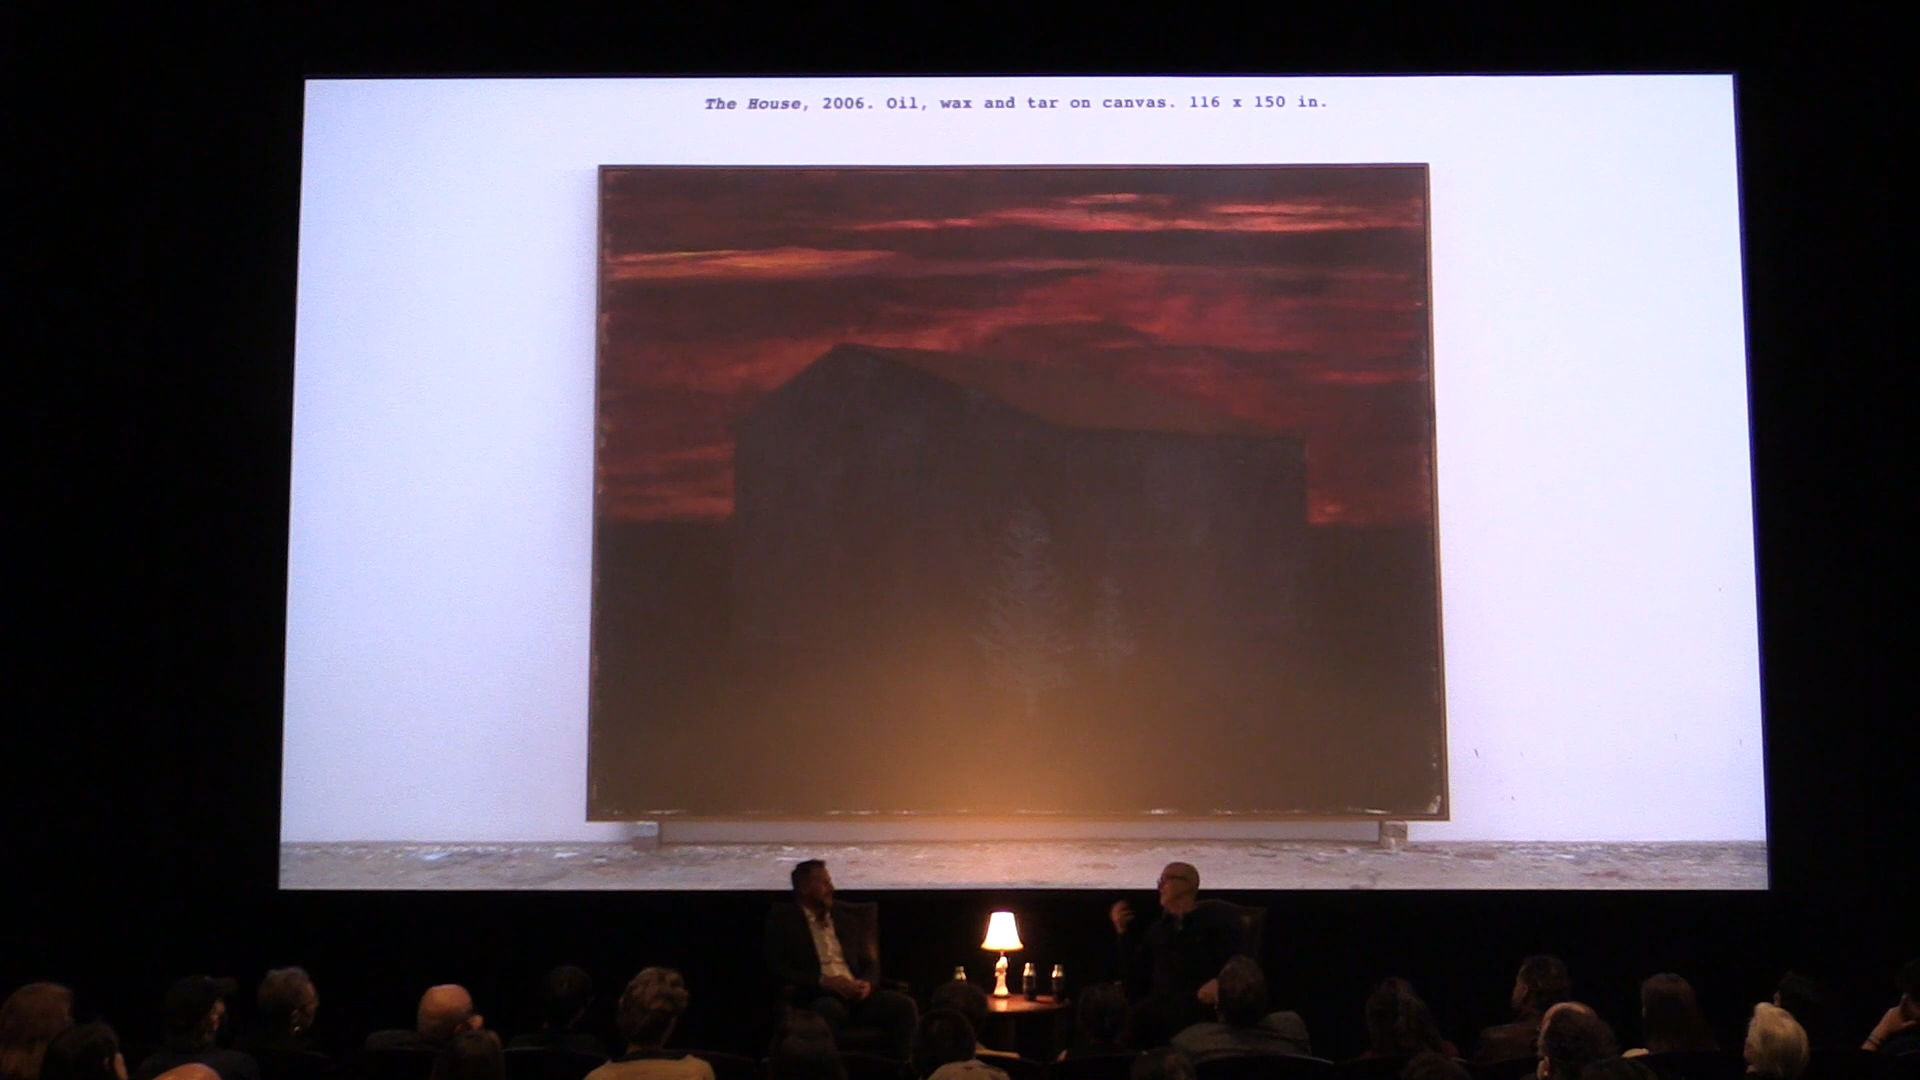 The House, 2006. Oil, wax and tar on canvas. 116 x 150 in.